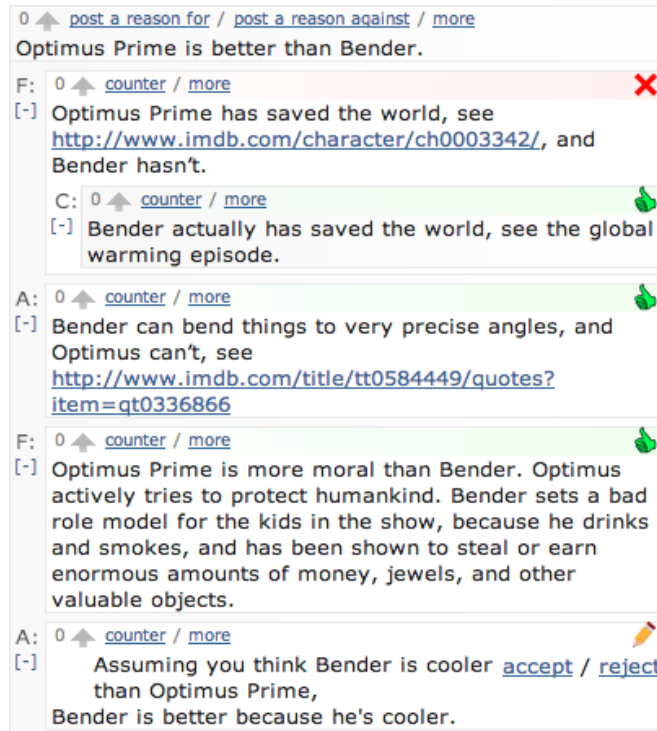 0 post a reason for / post a reason against / more
Optimus Prime is better than Bender.
F: 0 counter / more
[-] Optimus Prime has saved the world, see
http://www.imdb.com/character/ch0003342/, and
Bender hasn't.
C: 0 counter / more
[-] Bender actually has saved the world, see the global
warming episode.
A: 0 counter / more
[-] Bender can bend things to very precise angles, and
Optimus can't, see
http://www.imdb.com/title/tt0584449/quotes?
item=qt0336866
F: 0 counter / more
[-] Optimus Prime is more moral than Bender. Optimus
actively tries to protect humankind. Bender sets a bad
role model for the kids in the show, because he drinks
and smokes, and has been shown to steal or earn
enormous amounts of money, jewels, and other
valuable objects.
A: 0 counter / more
[-] Assuming you think Bender is cooler accept / reject
than Optimus Prime,
Bender is better because he's cooler.